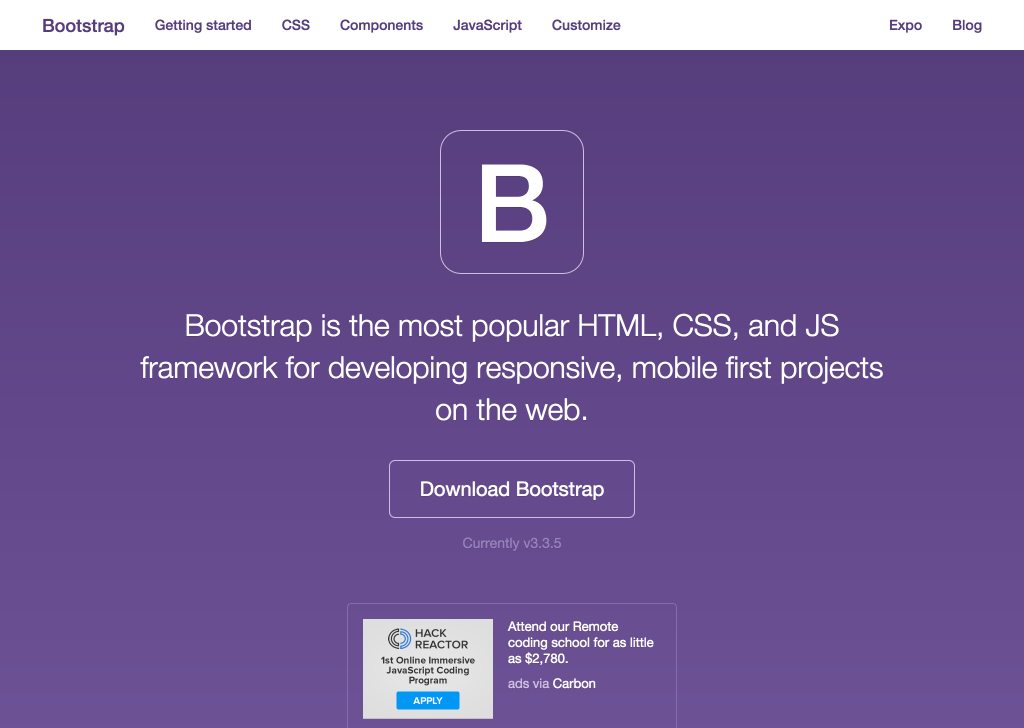 Bootstrap Getting started CSS Components JavaScript Customize Expo Blog
B
Bootstrap is the most popular HTML, CSS, and JS
framework for developing responsive, mobile first projects
on the web.
Download Bootstrap
Currently v3.3.5
HACK
REACTOR
1st Online Immersive
JavaScript Coding
Program
APPLY
Attend our Remote
coding school for as little
as $2,780.
ads via Carbon